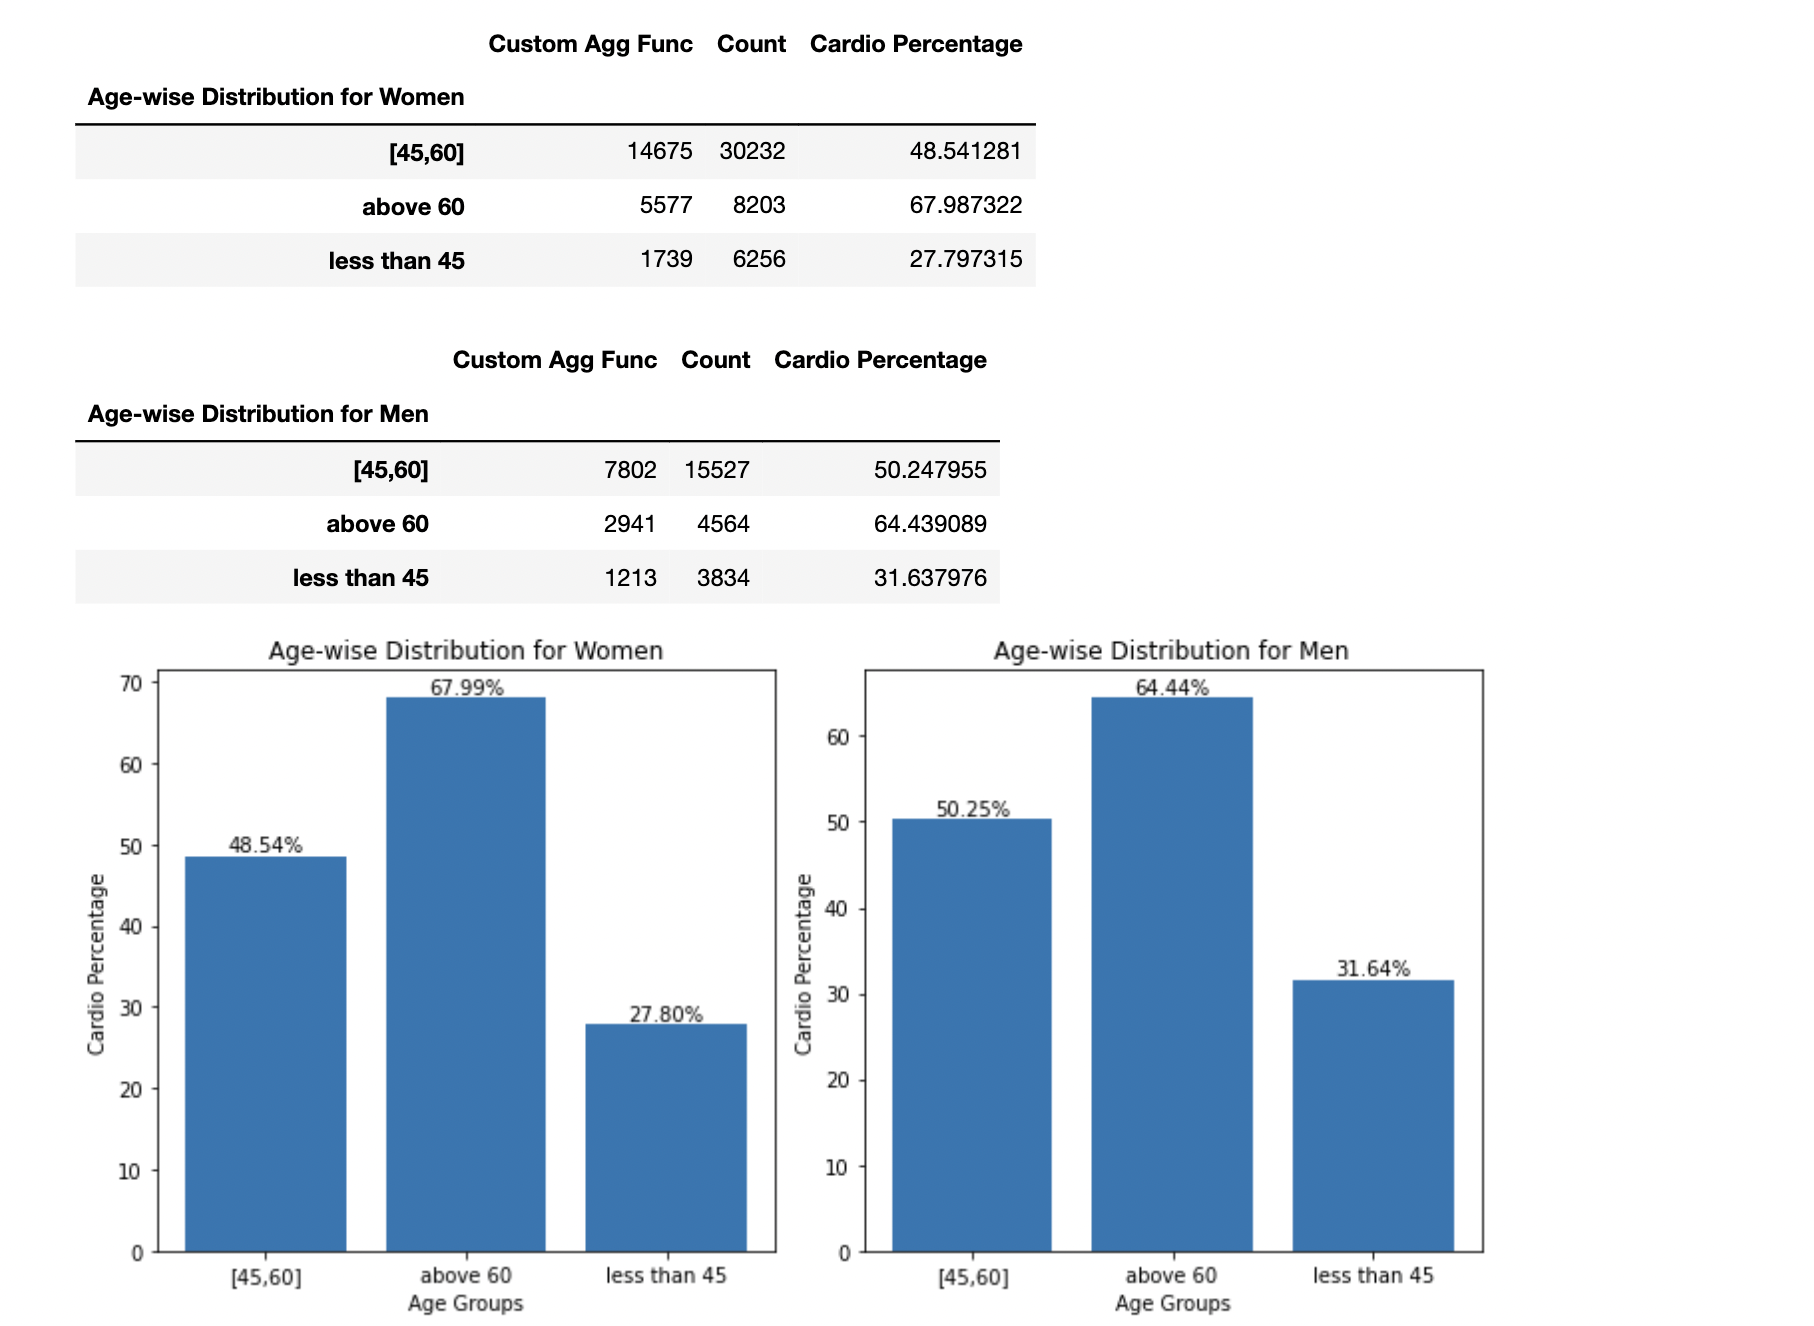 Custom Agg Func Count Cardio Percentage
Age-wise Distribution for Women
[45,60] 14675 30232 48.541281
above 60 5577 8203 67.987322
less than 45 1739 6256 27.797315
Custom Agg Func Count Cardio Percentage
Age-wise Distribution for Men
[45,60] 7802 15527 50.247955
above 60 2941 4564 64.439089
less than 45 1213 3834 31.637976
Age-wise Distribution for Women
70
60
50
40
30
20
10
0
Cardio Percentage
48.54%
67.99%
27.80%
[45,60] above 60 less than 45
Age Groups
Age-wise Distribution for Men
60
50
40
30
20
10
0
Cardio Percentage
50.25%
64.44%
31.64%
[45,60] above 60 less than 45
Age Groups